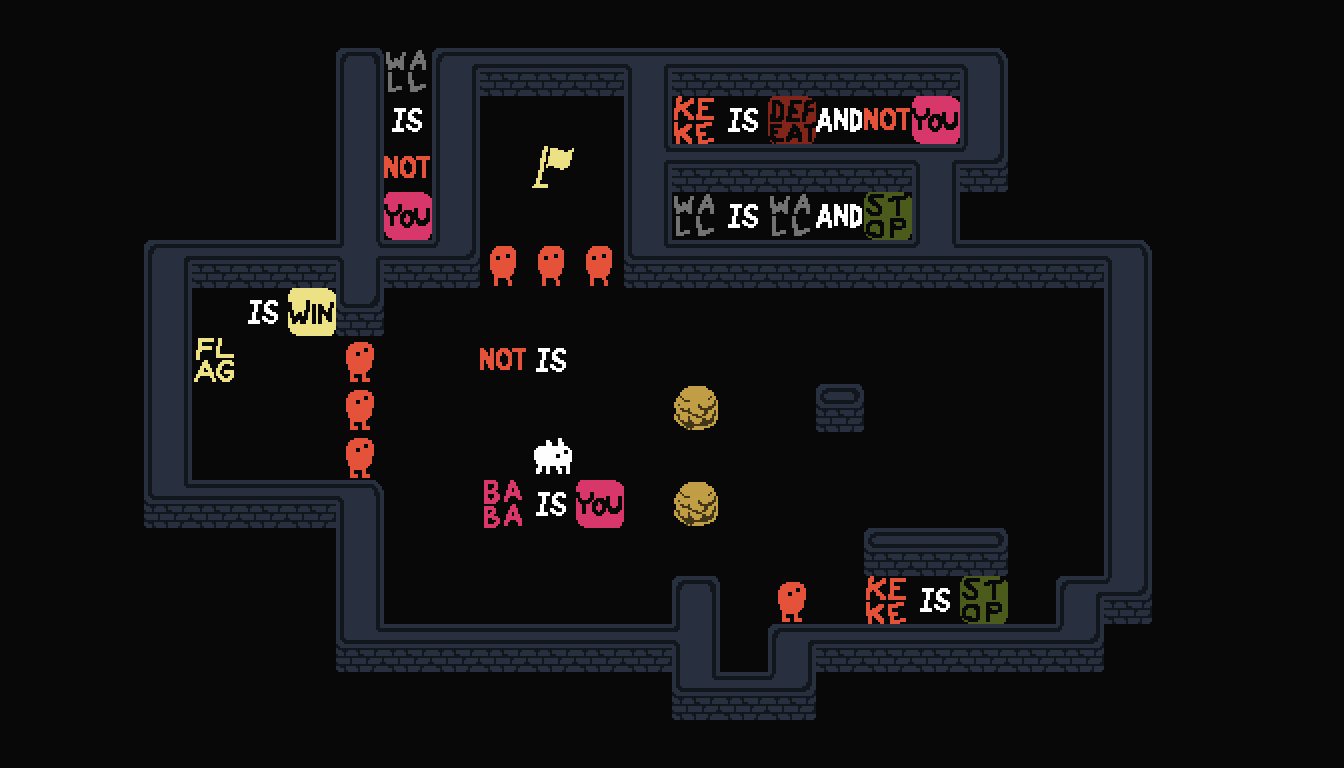 WALL
IS
NOT
YOU
KEKE IS DEFEAT AND NOT YOU
WALL IS WALL AND STOP
IS WIN
FLAG
NOT IS
BABA IS YOU
KEKE IS STOP